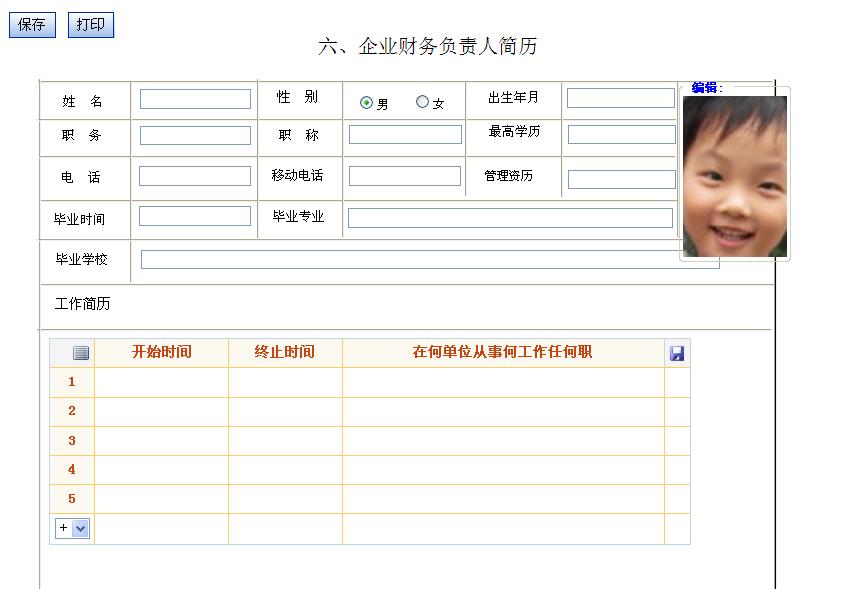 保存 打印
六、企业财务负责人简历
姓 名 性 别 男 女 出生年月 编辑:
职 务 职 称 最高学历
电 话 移动电话 管理资历
毕业时间 毕业专业
毕业学校
工作简历
开始时间 终止时间 在何单位从事何工作任何职
1
2
3
4
5
+